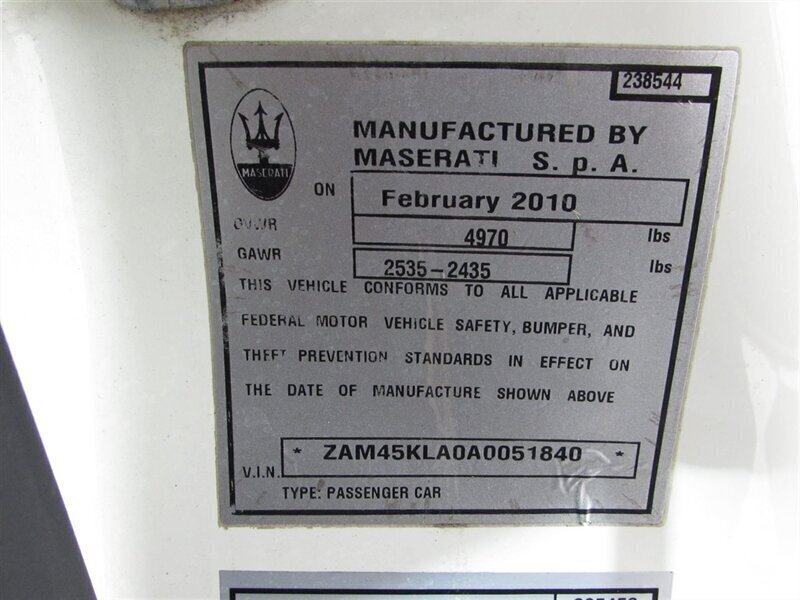 238544
MASERATI
MANUFACTURED BY
MASERATI S. p. A.
ON February 2010
GVWR 4970 lbs
GAWR 2535-2435 lbs
THIS VEHICLE CONFORMS TO ALL APPLICABLE
FEDERAL MOTOR VEHICLE SAFETY, BUMPER, AND
THEFT PREVENTION STANDARDS IN EFFECT ON
THE DATE OF MANUFACTURE SHOWN ABOVE
V.I.N. * ZAM45KLA0A0051840 *
TYPE: PASSENGER CAR